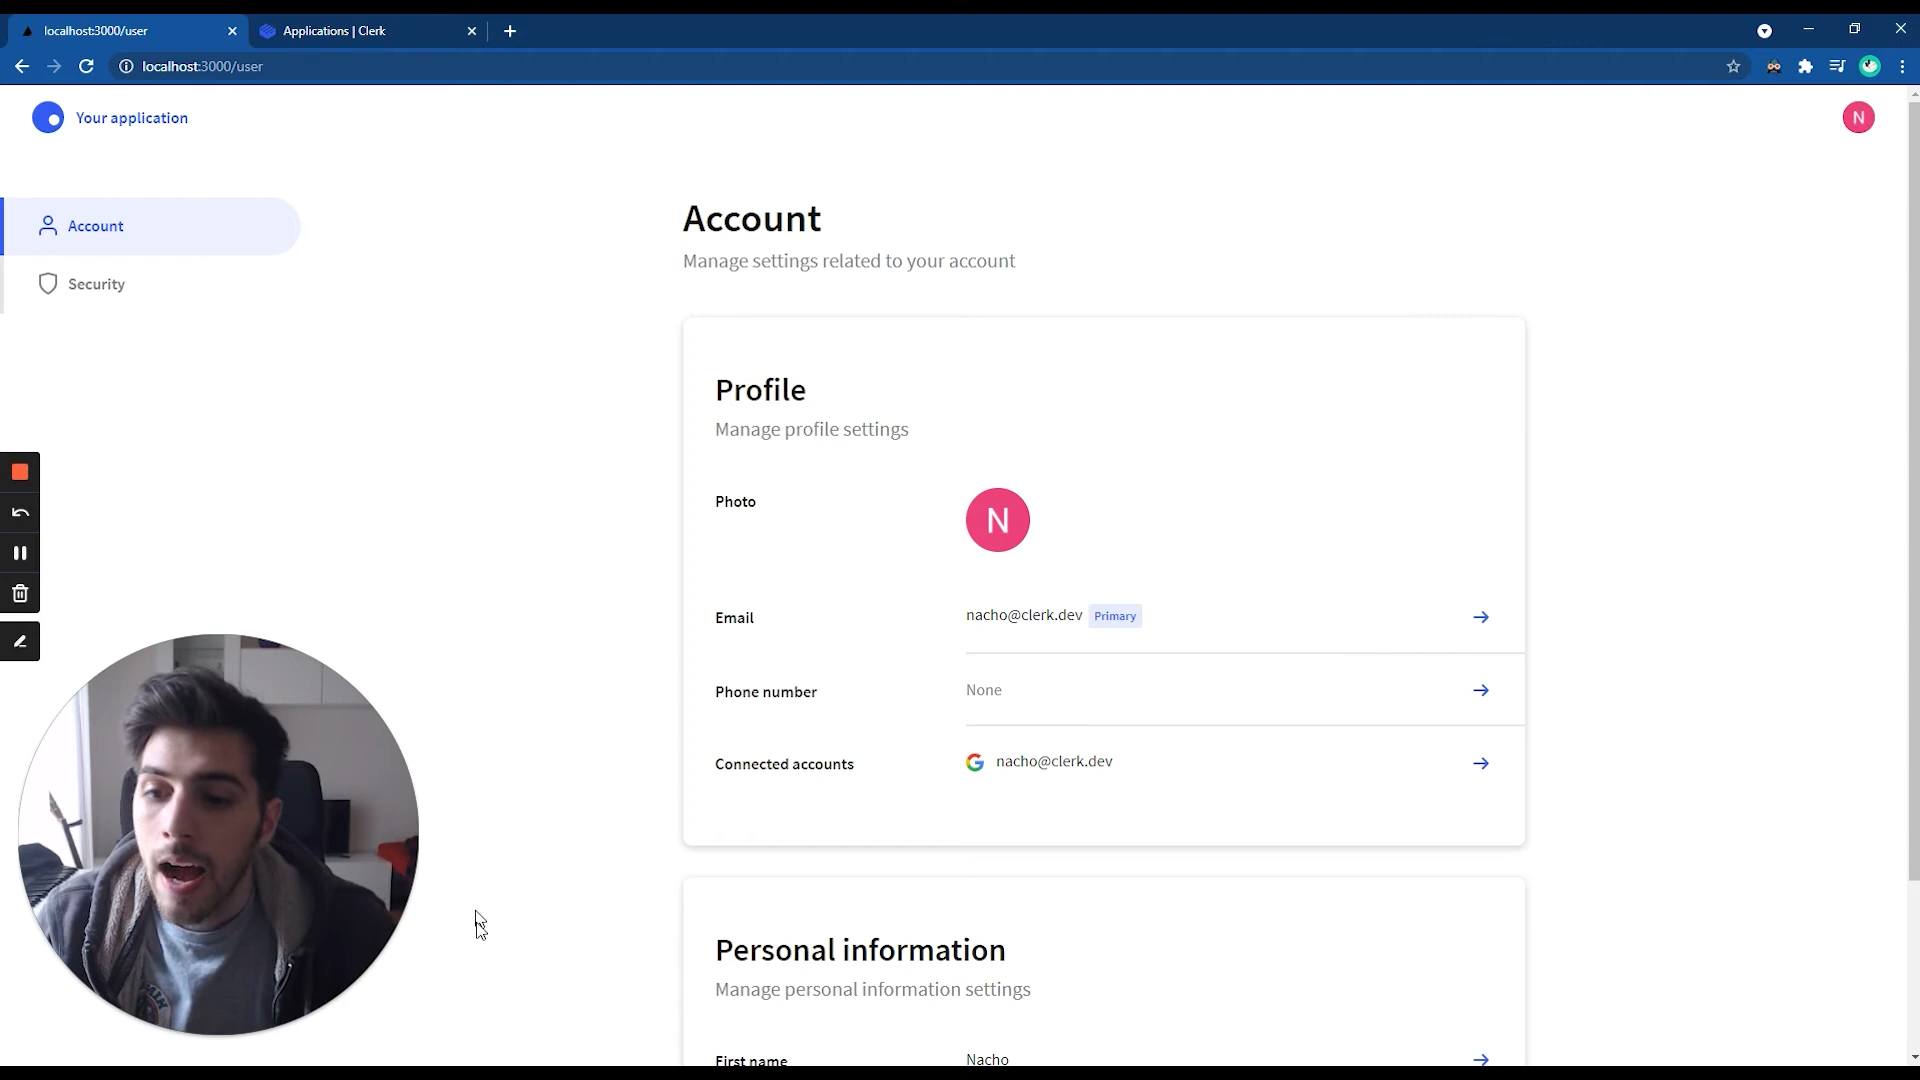 localhost:3000/user
Applications | Clerk
localhost:3000/user
Your application
N
Account
Security
Account
Manage settings related to your account
Profile
Manage profile settings
Photo
N
Email
nacho@clerk.dev Primary
Phone number
None
Connected accounts
G nacho@clerk.dev
Personal information
Manage personal information settings
First name
Nacho